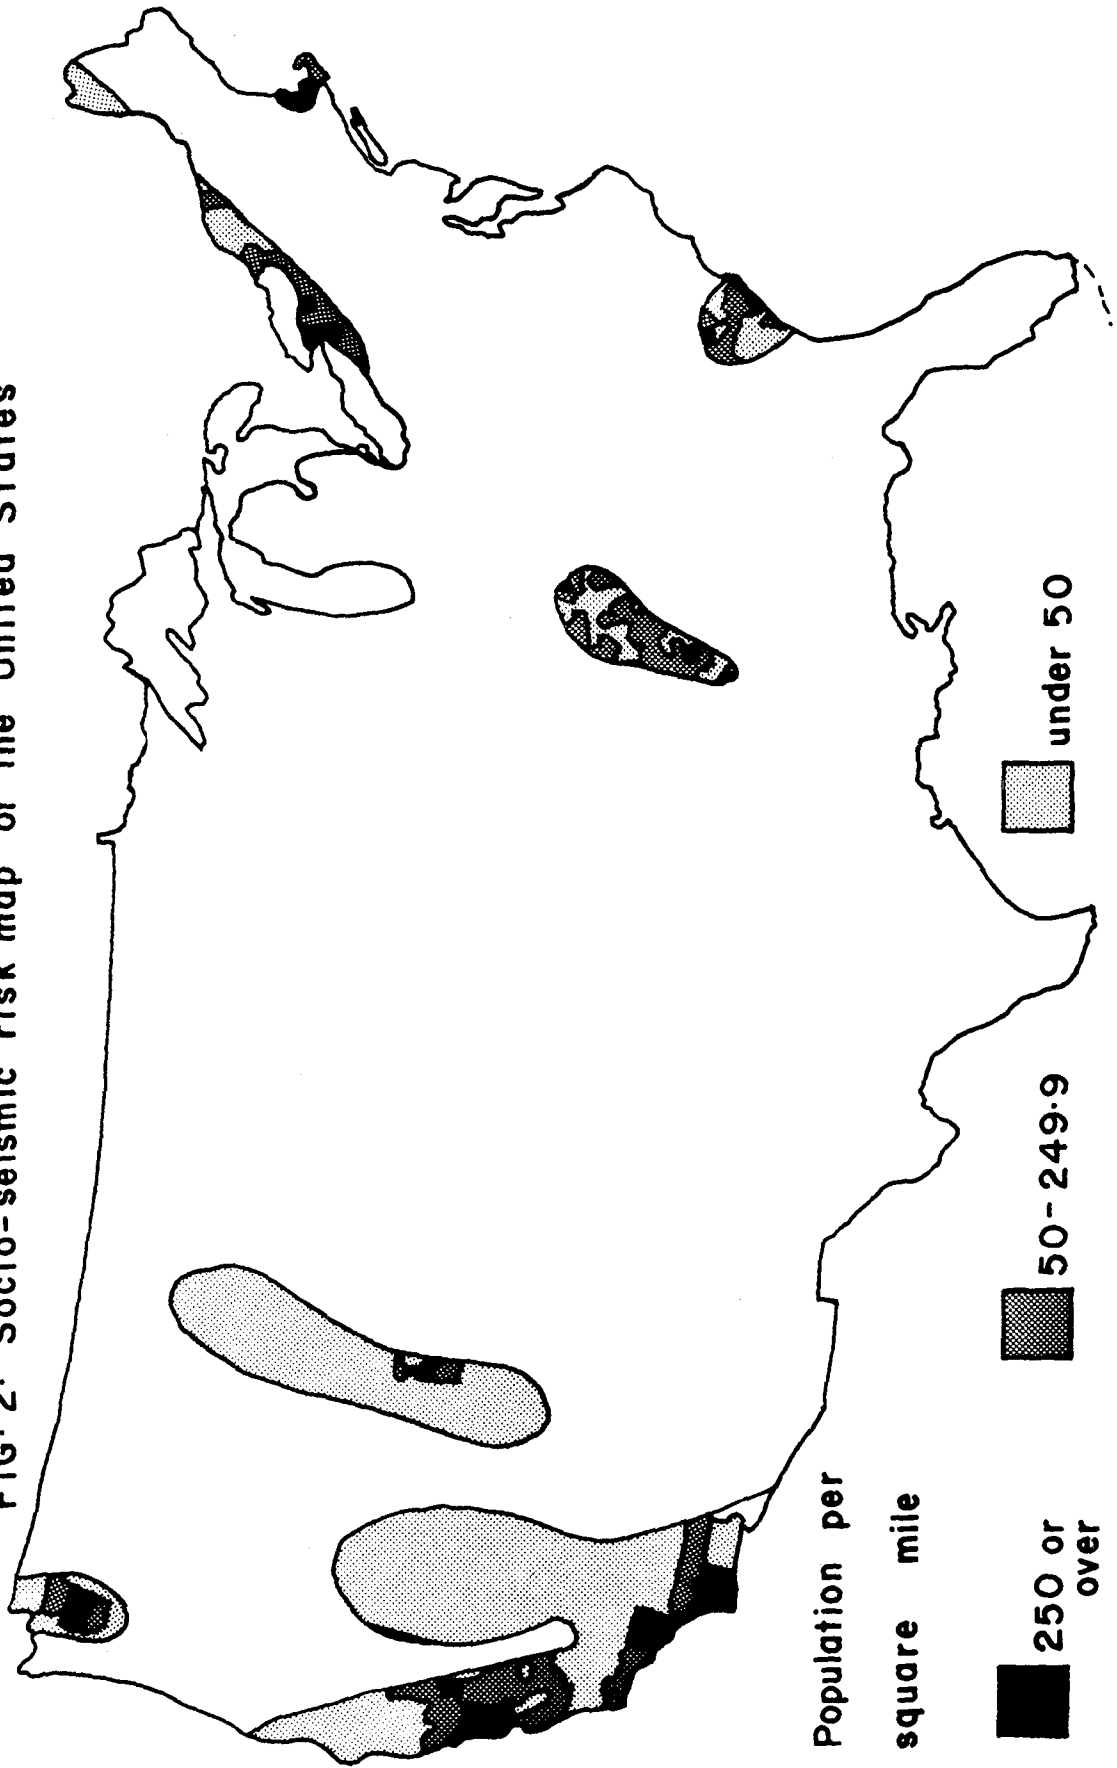 FIG. 2. Socio-seismic risk map of the United States
Population per
square mile
250 or
over
50-249.9
under 50